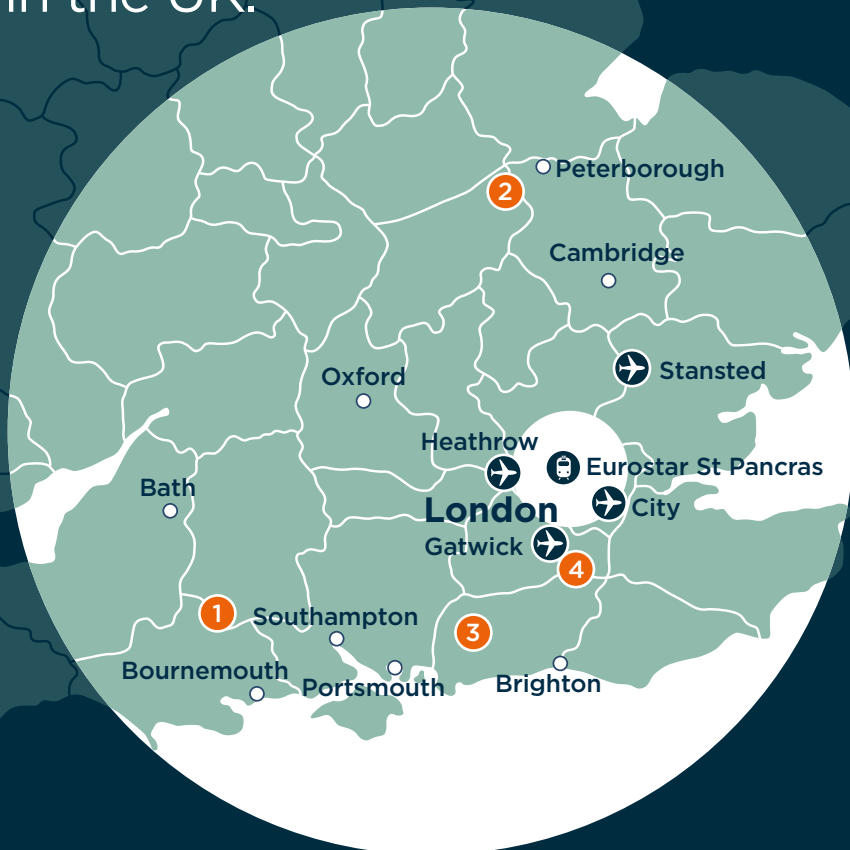 in the UK.
Peterborough
2
Cambridge
Stansted
Oxford
Heathrow
Eurostar St Pancras
Bath
London
City
Gatwick
4
1
Southampton
3
Bournemouth
Portsmouth
Brighton